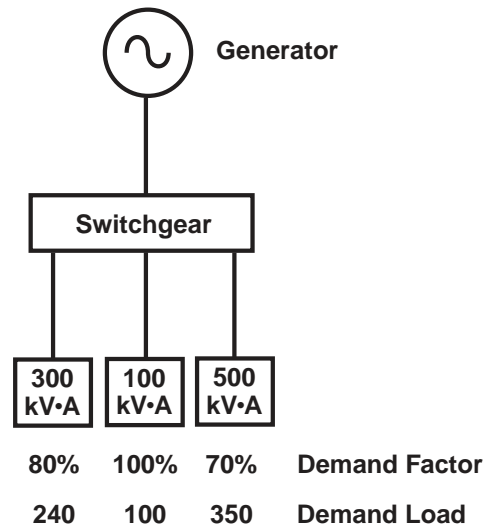 Generator
Switchgear
300 100 500
kV•A kV•A kV•A
80% 100% 70% Demand Factor
240 100 350 Demand Load